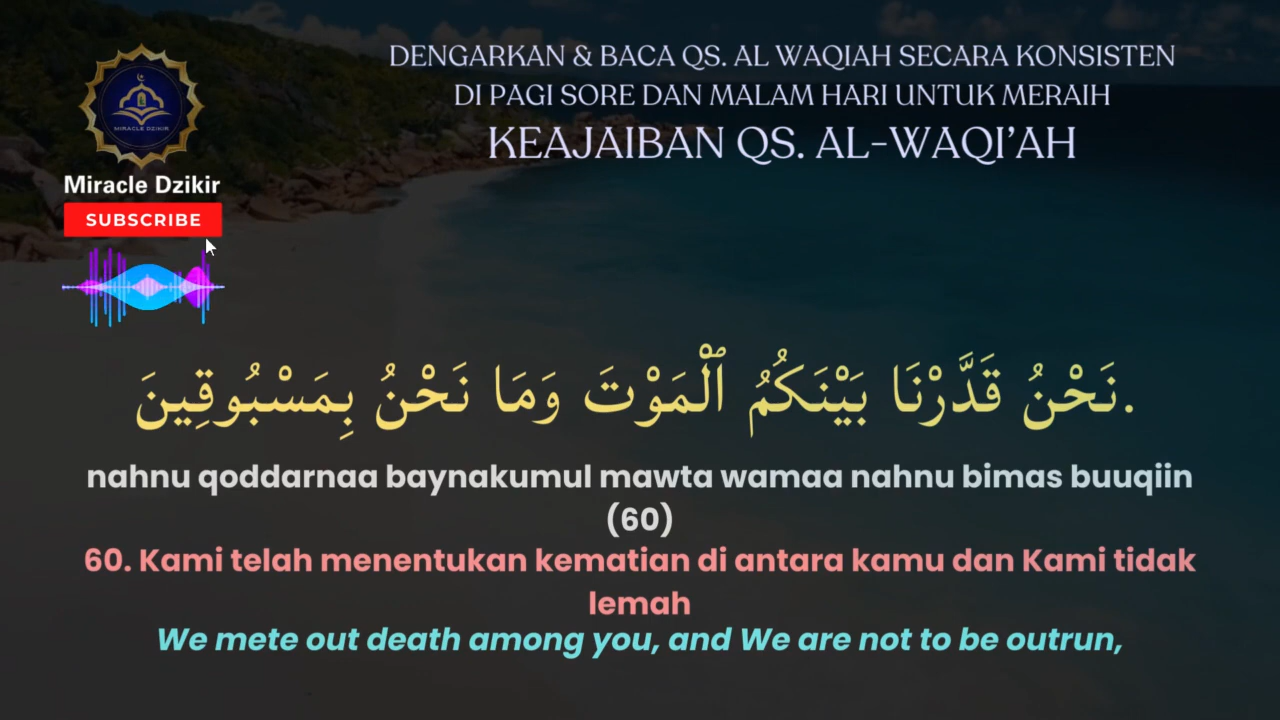 DENGARKAN & BACA QS. AL WAQIAH SECARA KONSISTEN
DI PAGI SORE DAN MALAM HARI UNTUK MERAIH
KEAJAIBAN QS. AL-WAQI'AH
MIRACLE DZIKIR
Miracle Dzikir
SUBSCRIBE
نَحْنُ قَدَّرْنَا بَيْنَكُمُ ٱلْمَوْتَ وَمَا نَحْنُ بِمَسْبُوقِينَ.
nahnu qoddarnaa baynakumul mawta wamaa nahnu bimas buuqiin
(60)
60. Kami telah menentukan kematian di antara kamu dan Kami tidak
lemah
We mete out death among you, and We are not to be outrun,